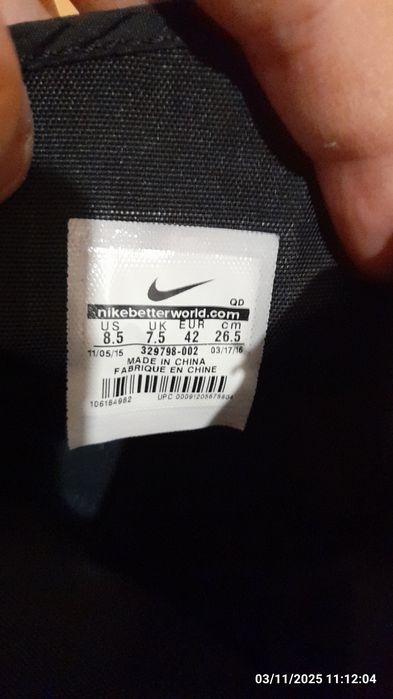 QD
nikebetterworld.com
US UK EUR cm
8.5 7.5 42 26.5
11/05/15 329798-002 03/17/16
MADE IN CHINA
FABRIQUE EN CHINE
UPC
03/11/2025 11:12:04